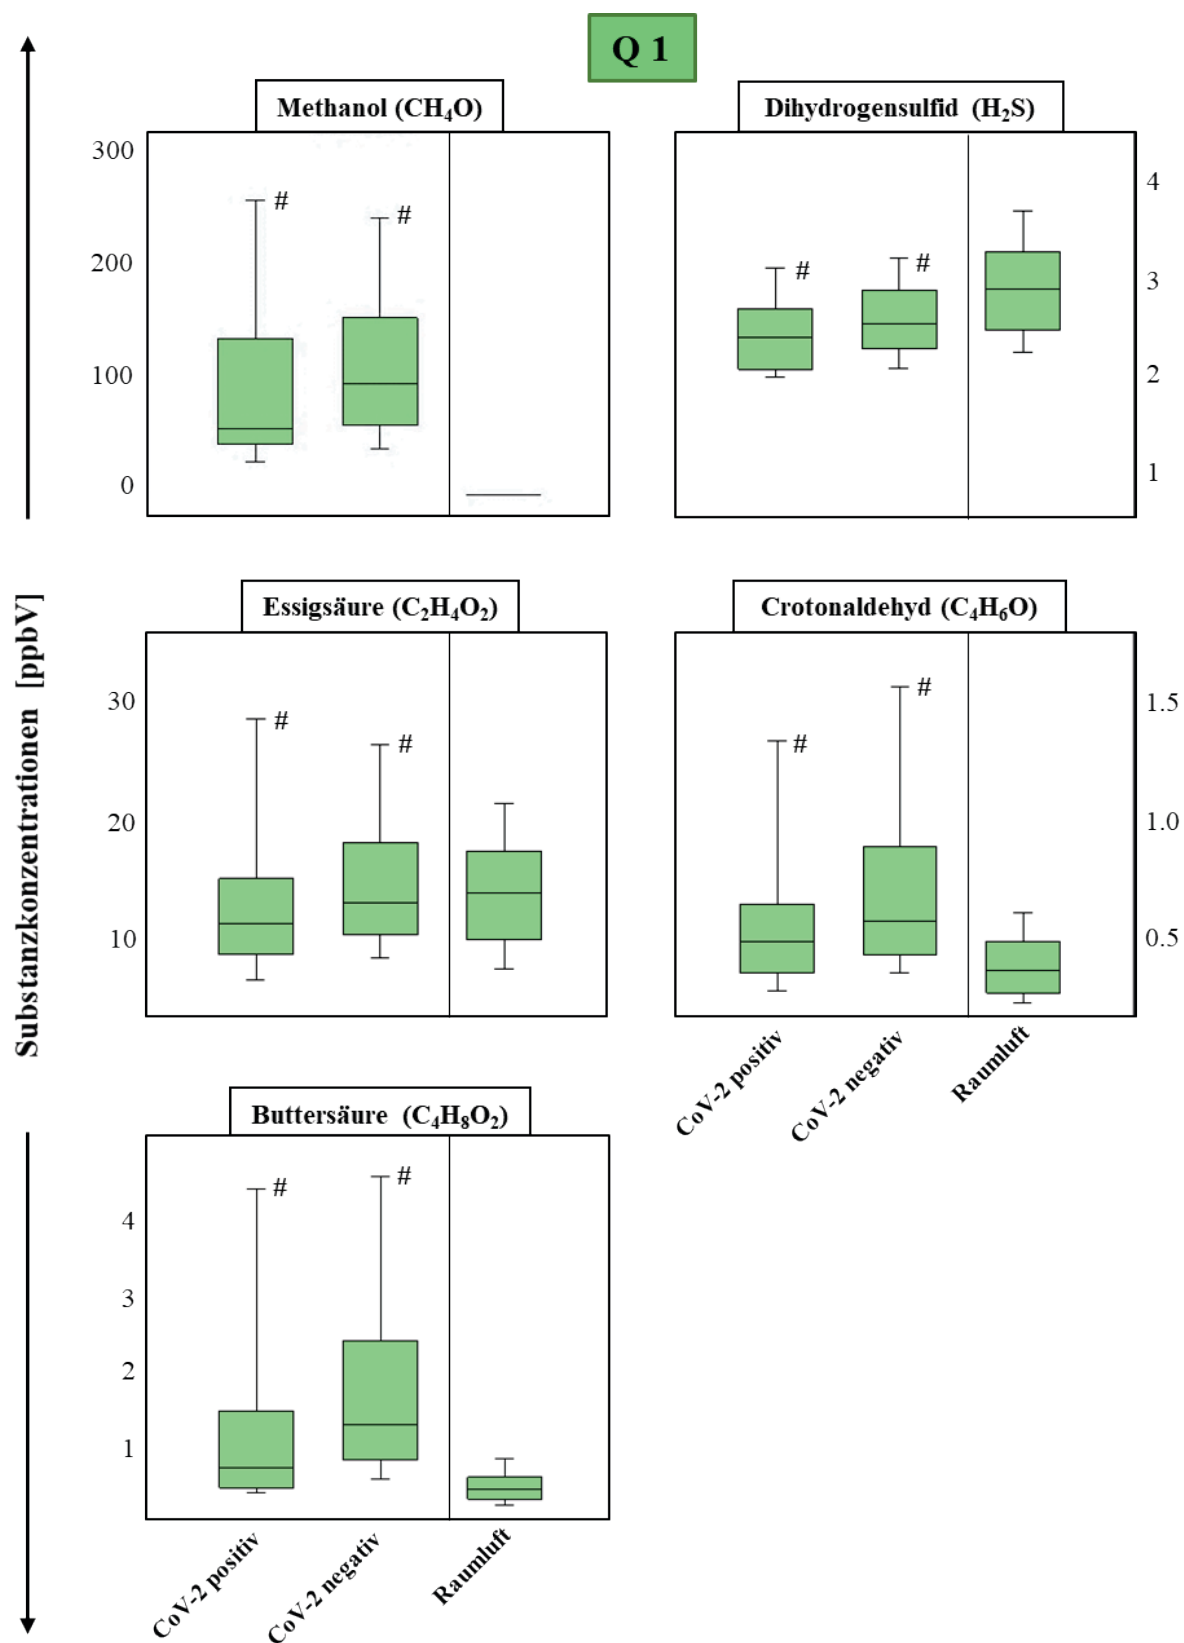 Q 1
Methanol (CH₄O)
300
200
100
0
#
#
Dihydrogensulfid (H₂S)
4
3
2
1
#
#
Substanzkonzentrationen [ppbV]
Essigsäure (C₂H₄O₂)
30
20
10
#
#
Crotonaldehyd (C₄H₆O)
1.5
1.0
0.5
#
#
CoV-2 positiv
CoV-2 negativ
Raumluft
Buttersäure (C₄H₈O₂)
4
3
2
1
#
#
CoV-2 positiv
CoV-2 negativ
Raumluft